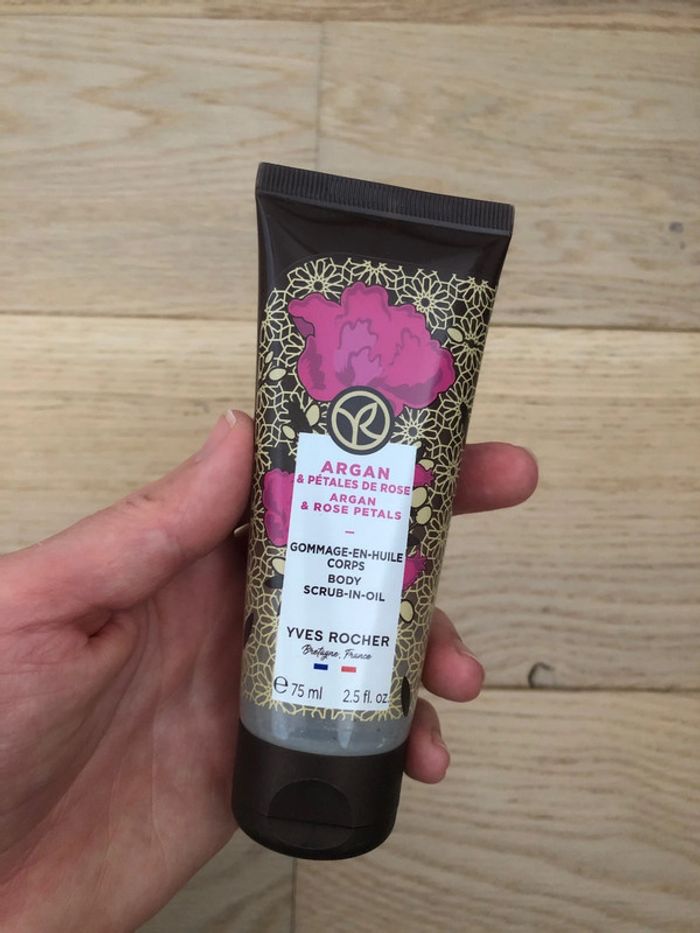 YR
ARGAN
& PÉTALES DE ROSE
ARGAN
& ROSE PETALS
GOMMAGE-EN-HUILE
CORPS
BODY
SCRUB-IN-OIL
YVES ROCHER
Bretagne, France
℮ 75 ml 2.5 fl. oz.